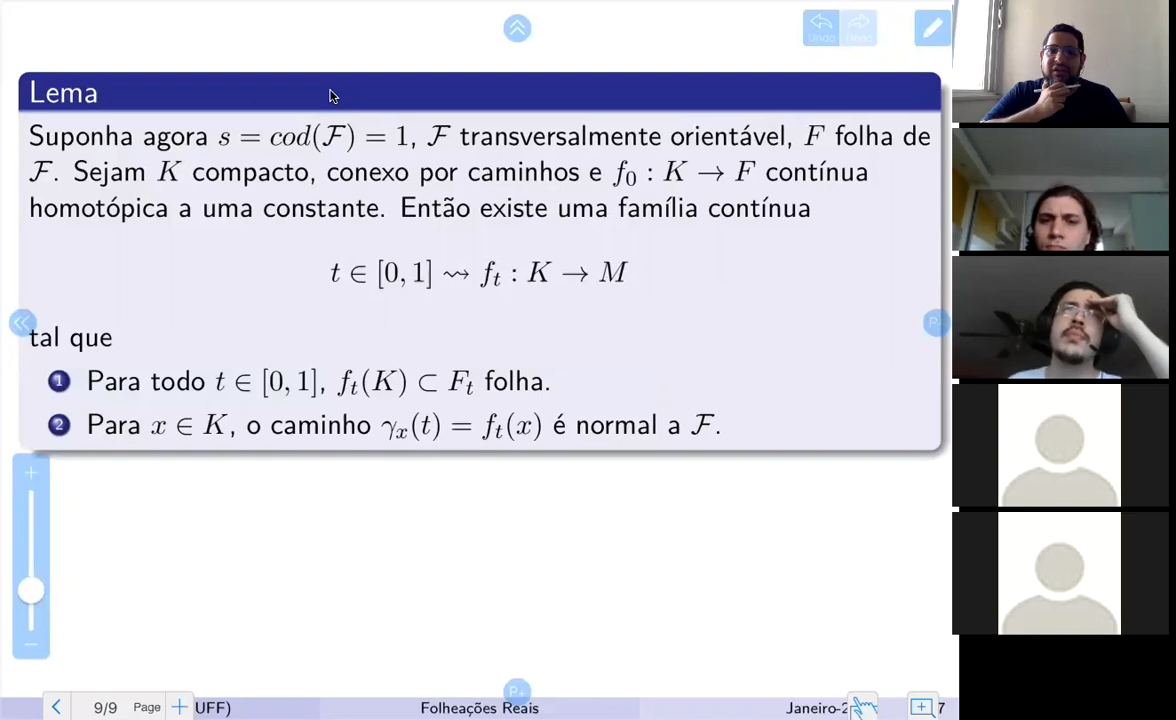 Undo
Lema
Suponha agora s = cod(ℱ) = 1, ℱ transversalmente orientável, F folha de
ℱ. Sejam K compacto, conexo por caminhos e f₀ : K → F contínua
homotópica a uma constante. Então existe uma família contínua
t ∈ [0, 1] ⇝ fₜ : K → M
tal que
1 Para todo t ∈ [0, 1], fₜ(K) ⊂ Fₜ folha.
2 Para x ∈ K, o caminho γₓ(t) = fₜ(x) é normal a ℱ.
P+
9/9 Page UFF) Folheações Reais Janeiro-2 7